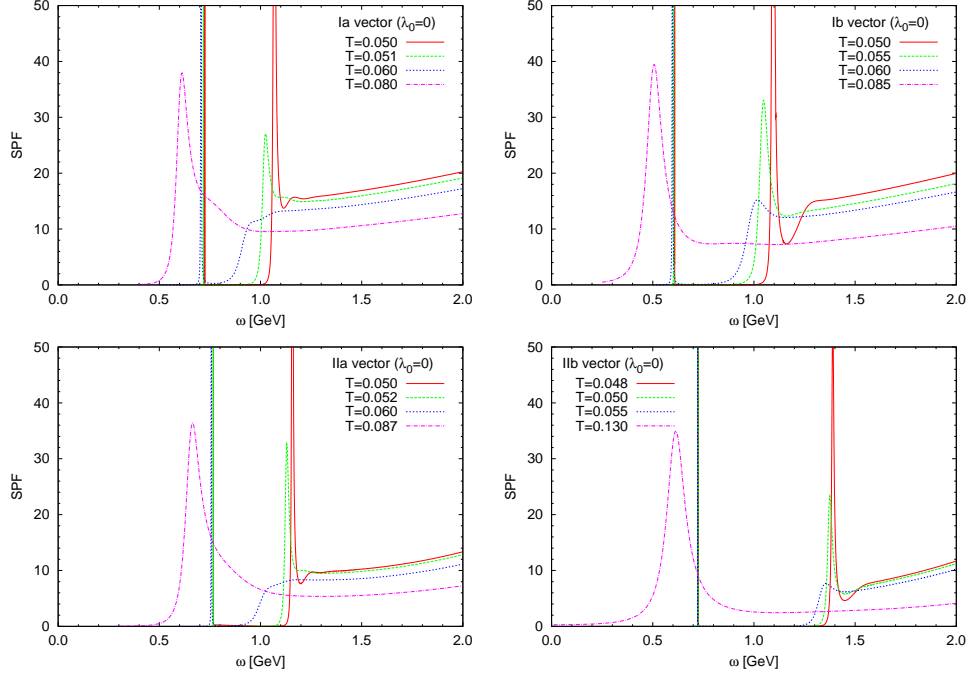 Ia vector (λ₀=0)
T=0.050
T=0.051
T=0.060
T=0.080
SPF
0
10
20
30
40
50
0.0
0.5
1.0
1.5
2.0
ω [GeV]
Ib vector (λ₀=0)
T=0.050
T=0.055
T=0.060
T=0.085
SPF
0
10
20
30
40
50
0.0
0.5
1.0
1.5
2.0
ω [GeV]
IIa vector (λ₀=0)
T=0.050
T=0.052
T=0.060
T=0.087
SPF
0
10
20
30
40
50
0.0
0.5
1.0
1.5
2.0
ω [GeV]
IIb vector (λ₀=0)
T=0.048
T=0.050
T=0.055
T=0.130
SPF
0
10
20
30
40
50
0.0
0.5
1.0
1.5
2.0
ω [GeV]